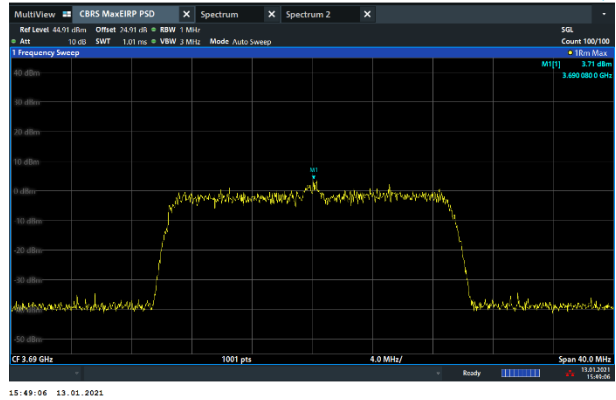 MultiView CBRS MaxEIRP PSD X Spectrum X Spectrum 2 X
Ref Level 44.91 dBm Offset 24.91 dB RBW 1 MHz SGL
Att 10 dB SWT 1.01 ms VBW 3 MHz Mode Auto Sweep Count 100/100
1 Frequency Sweep 1Rm Max
M1[1] 3.71 dBm
3.690 080 0 GHz
40 dBm
30 dBm
20 dBm
10 dBm
M1
0 dBm
-10 dBm
-20 dBm
-30 dBm
-40 dBm
-50 dBm
CF 3.69 GHz 1001 pts 4.0 MHz/ Span 40.0 MHz
Ready 13.01.2021
15:49:06
15:49:06 13.01.2021